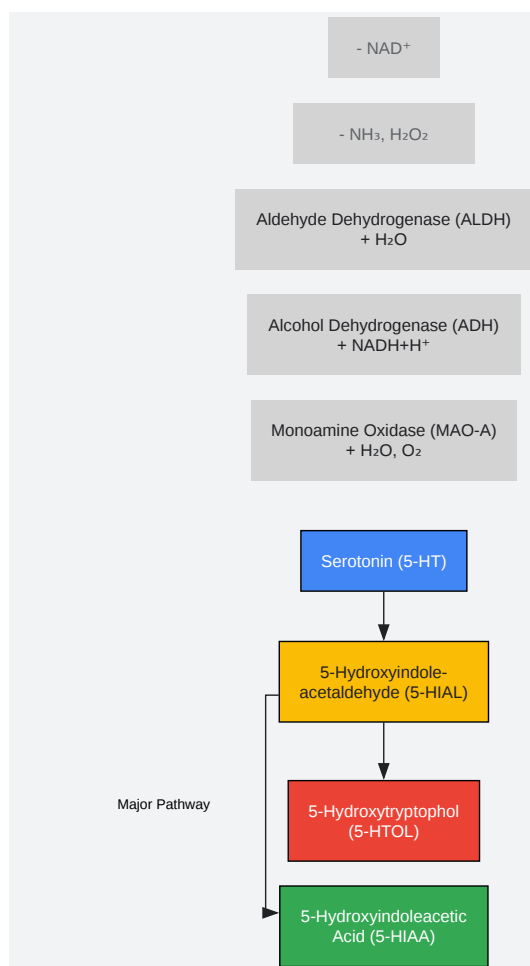 - NAD⁺
- NH₃, H₂O₂
Aldehyde Dehydrogenase (ALDH)
+ H₂O
Alcohol Dehydrogenase (ADH)
+ NADH+H⁺
Monoamine Oxidase (MAO-A)
+ H₂O, O₂
Serotonin (5-HT)
5-Hydroxyindole-
acetaldehyde (5-HIAL)
Major Pathway
5-Hydroxytryptophol
(5-HTOL)
5-Hydroxyindoleacetic
Acid (5-HIAA)